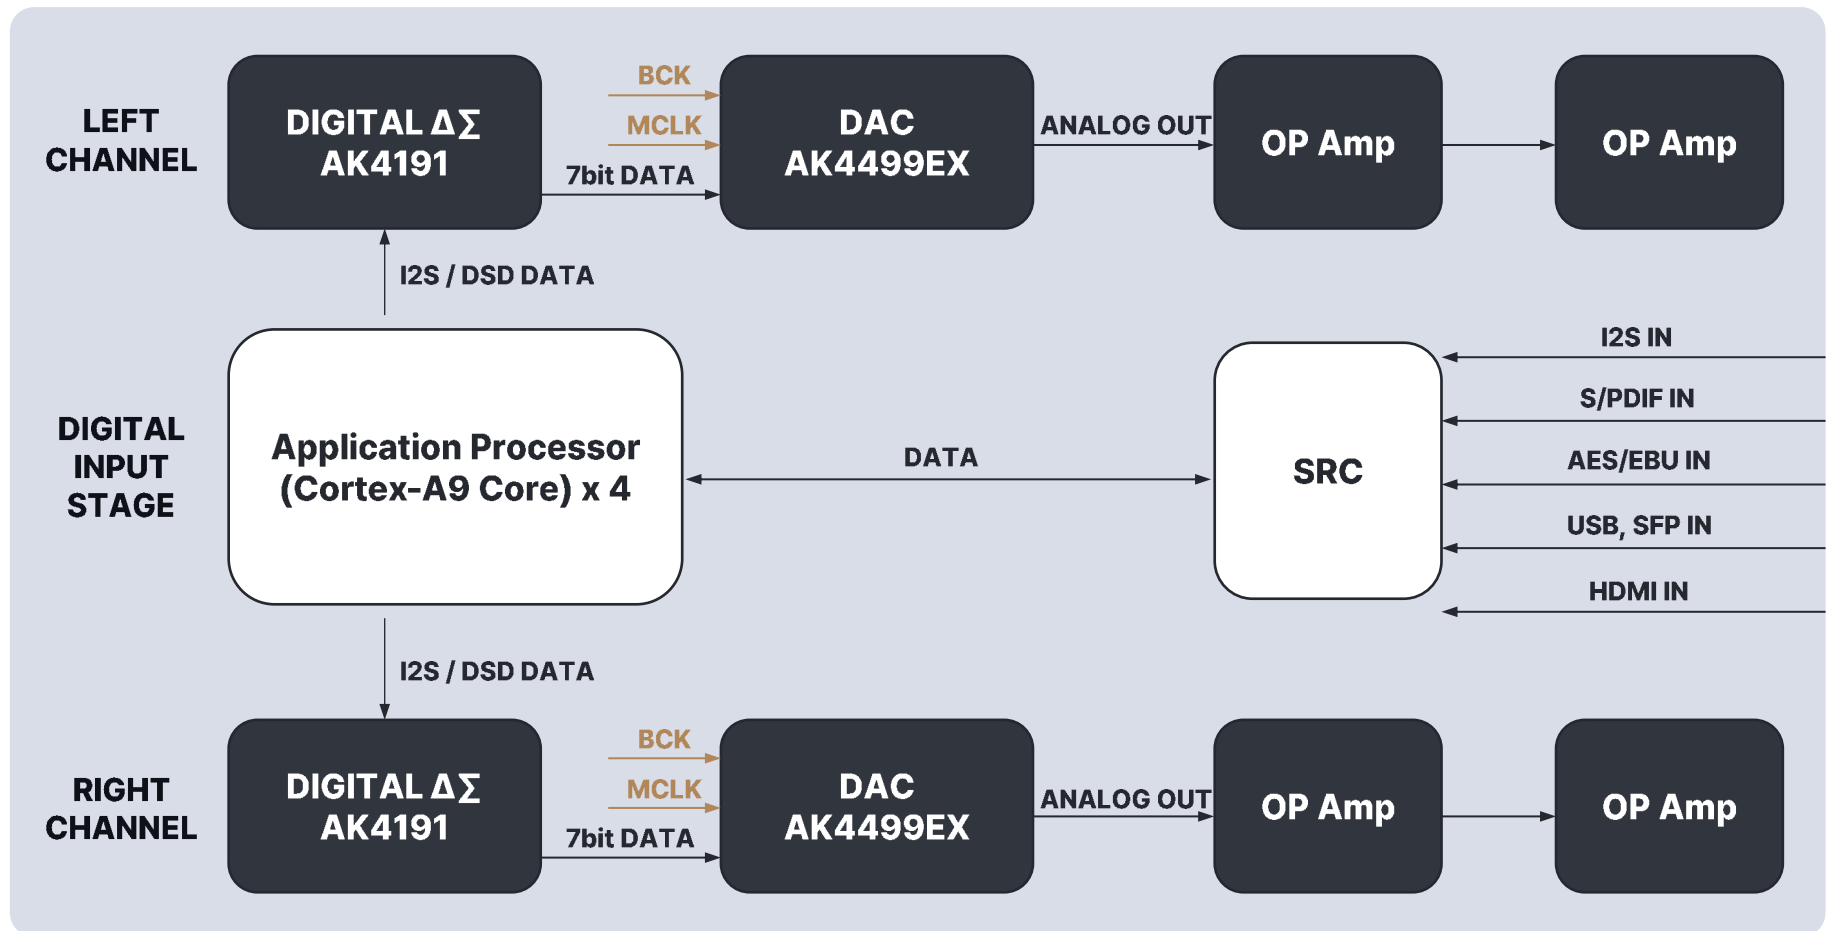 LEFT
CHANNEL
DIGITAL ΔΣ
AK4191
BCK
MCLK
7bit DATA
DAC
AK4499EX
ANALOG OUT
OP Amp
OP Amp
I2S / DSD DATA
DIGITAL
INPUT
STAGE
Application Processor
(Cortex-A9 Core) x 4
DATA
SRC
I2S IN
S/PDIF IN
AES/EBU IN
USB, SFP IN
HDMI IN
I2S / DSD DATA
RIGHT
CHANNEL
DIGITAL ΔΣ
AK4191
BCK
MCLK
7bit DATA
DAC
AK4499EX
ANALOG OUT
OP Amp
OP Amp